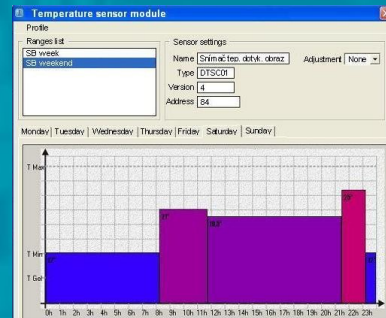 Temperature sensor module
Profile
Ranges list
SB week
SB weekend
Sensor settings
Name Snímač tep. dotyk. obraz
Adjustment None
Type DTSC01
Version 4
Address 84
Monday Tuesday Wednesday Thursday Friday Saturday Sunday
T Max
T Min
0h 1h 2h 3h 4h 5h 6h 7h 8h 9h 10h 11h 12h 13h 14h 15h 16h 17h 18h 19h 20h 21h 22h 23h